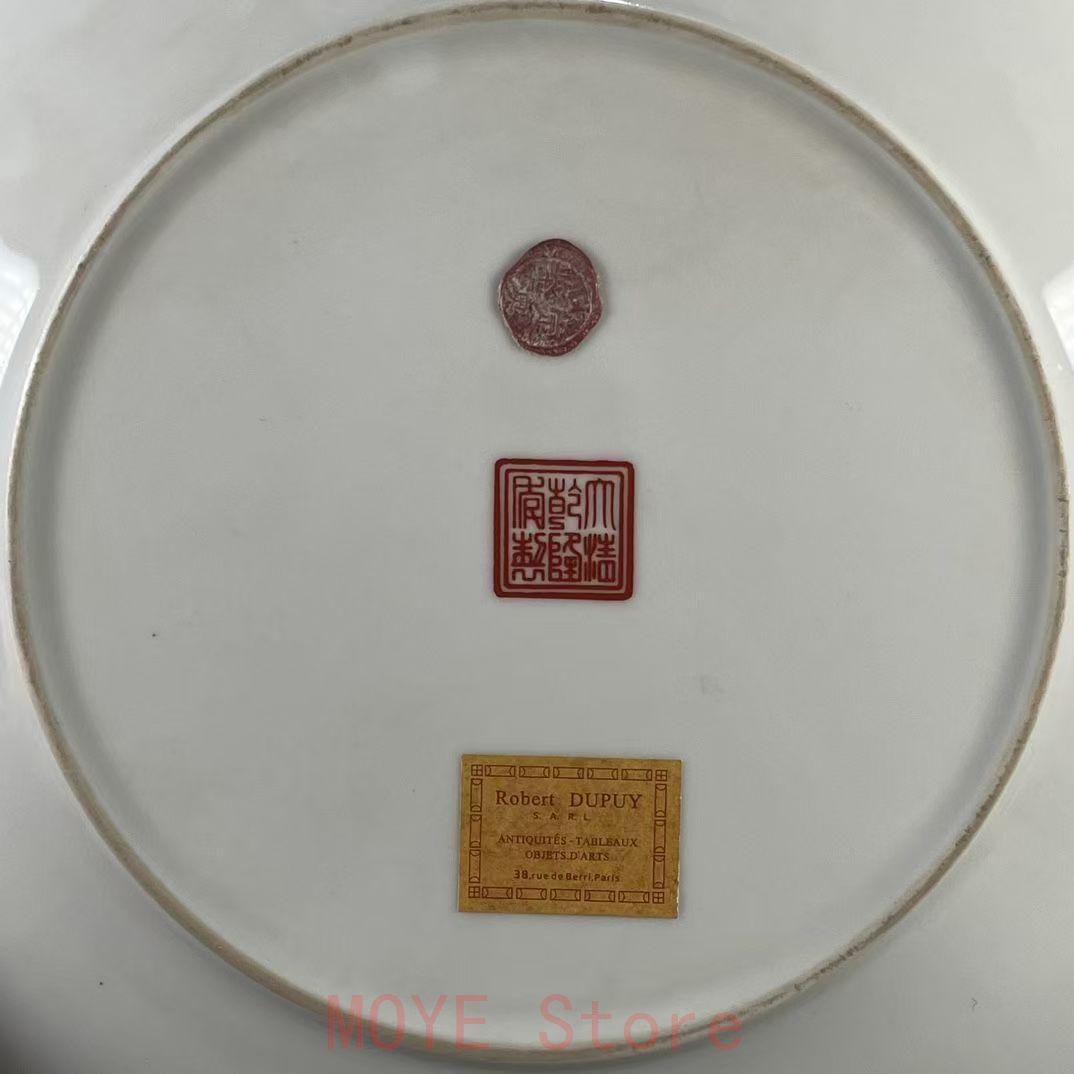 大清
乾隆
年製
Robert DUPUY
S. A. R. L
ANTIQUITÉS - TABLEAUX
OBJETS.D'ARTS
38,rue de Berri,Paris
MOYE Store